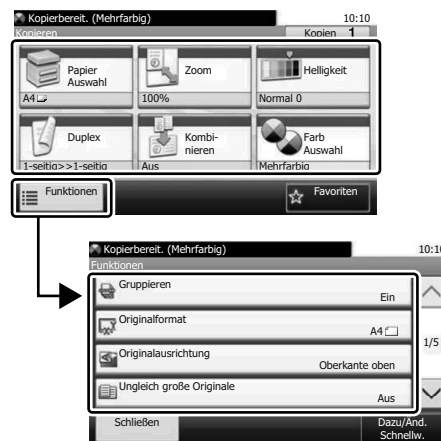 Kopierbereit. (Mehrfarbig) 10:10
Kopieren Kopien 1
Papier Auswahl
A4
Zoom
100%
Helligkeit
Normal 0
Duplex
1-seitig>>1-seitig
Kombi-
nieren
Aus
Farb
Auswahl
Mehrfarbig
Funktionen
Favoriten
Kopierbereit. (Mehrfarbig) 10:10
Funktionen
Gruppieren
Ein
Originalformat
A4
Originalausrichtung
Oberkante oben
Ungleich große Originale
Aus
1/5
Schließen
Dazu/Änd.
Schnellw.